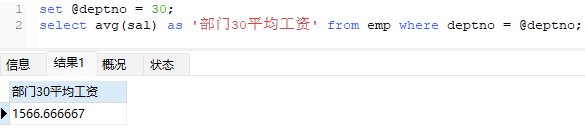 1 set @deptno = 30;
2 select avg(sal) as '部门30平均工资' from emp where deptno = @deptno;
信息 结果1 概况 状态
部门30平均工资
1566.666667